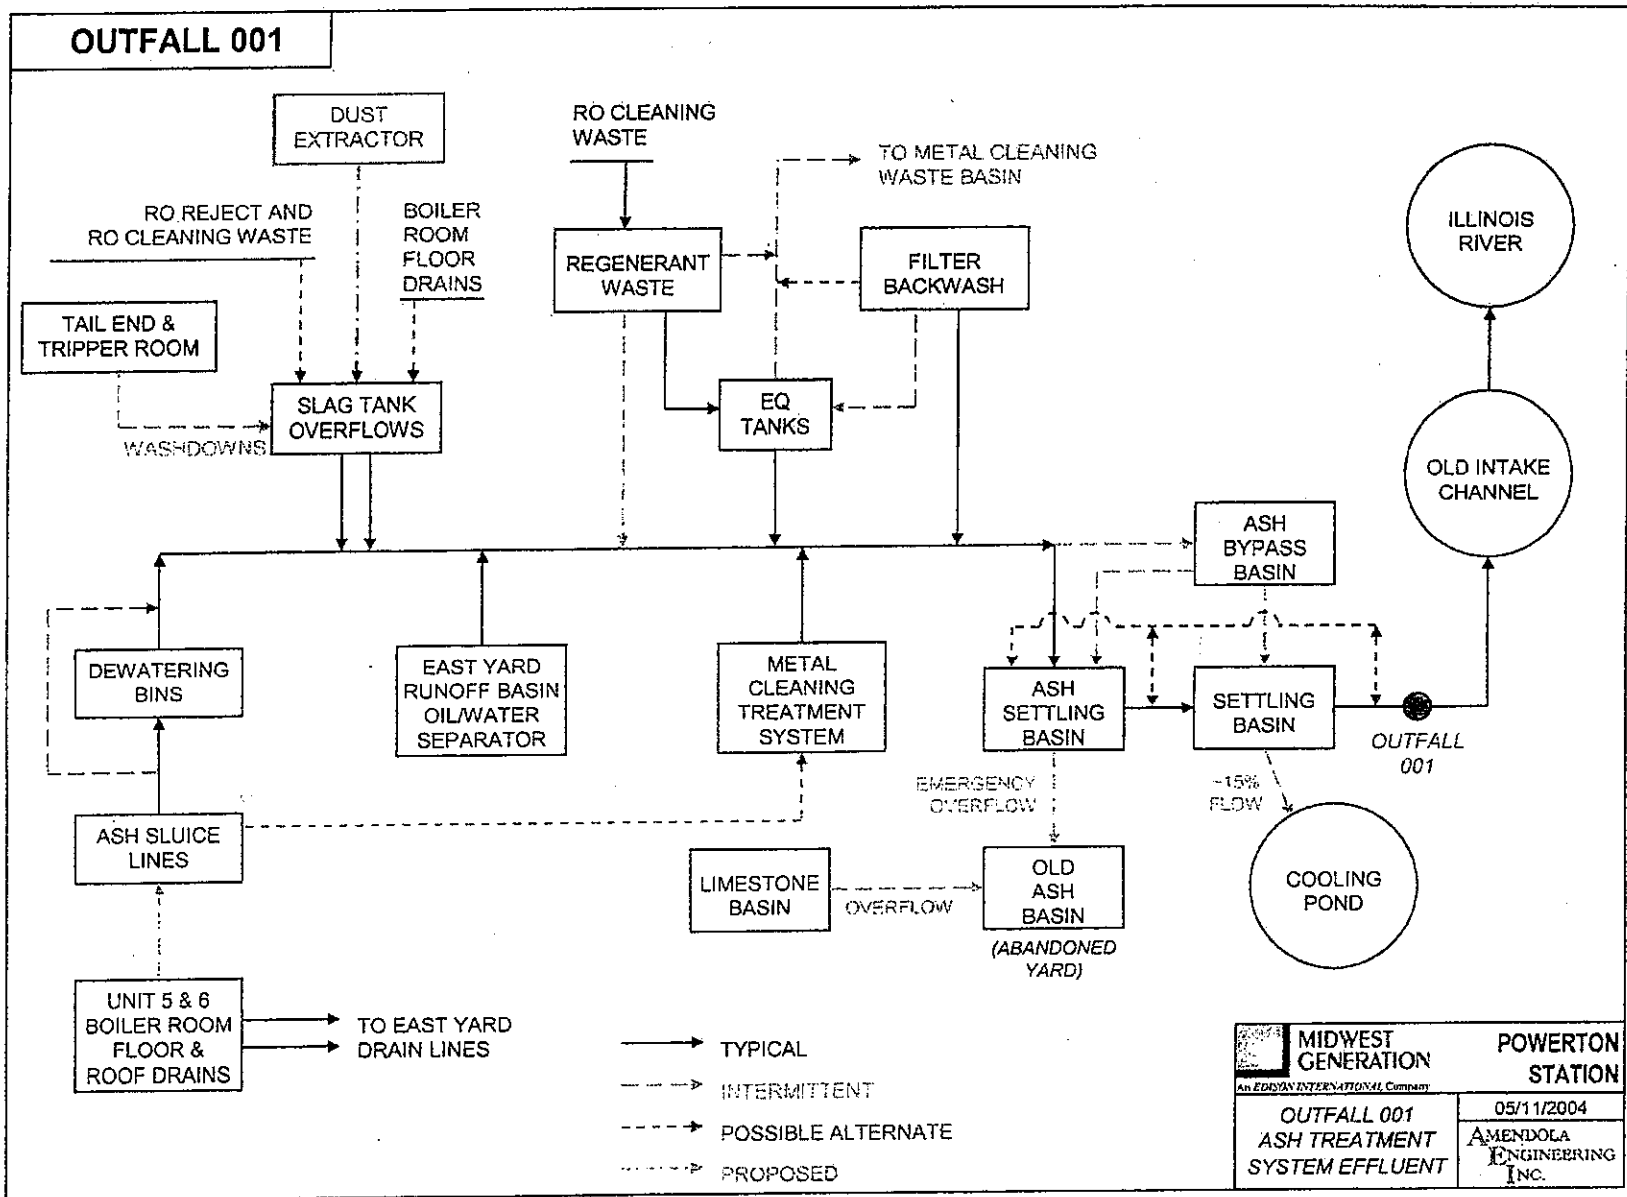 OUTFALL 001
DUST
EXTRACTOR
RO CLEANING
WASTE
TO METAL CLEANING
WASTE BASIN
RO REJECT AND
RO CLEANING WASTE
BOILER
ROOM
FLOOR
DRAINS
REGENERANT
WASTE
FILTER
BACKWASH
ILLINOIS
RIVER
TAIL END &
TRIPPER ROOM
SLAG TANK
OVERFLOWS
WASHDOWNS
EQ
TANKS
OLD INTAKE
CHANNEL
ASH
BYPASS
BASIN
DEWATERING
BINS
EAST YARD
RUNOFF BASIN
OIL/WATER
SEPARATOR
METAL
CLEANING
TREATMENT
SYSTEM
ASH
SETTLING
BASIN
SETTLING
BASIN
OUTFALL
001
EMERGENCY
OVERFLOW
~15%
FLOW
ASH SLUICE
LINES
LIMESTONE
BASIN
OVERFLOW
OLD
ASH
BASIN
(ABANDONED
YARD)
COOLING
POND
UNIT 5 & 6
BOILER ROOM
FLOOR &
ROOF DRAINS
TO EAST YARD
DRAIN LINES
TYPICAL
INTERMITTENT
POSSIBLE ALTERNATE
PROPOSED
MIDWEST
GENERATION
An EDISON INTERNATIONAL Company
POWERTON
STATION
OUTFALL 001
ASH TREATMENT
SYSTEM EFFLUENT
05/11/2004
AMENDOLA
ENGINEERING
INC.